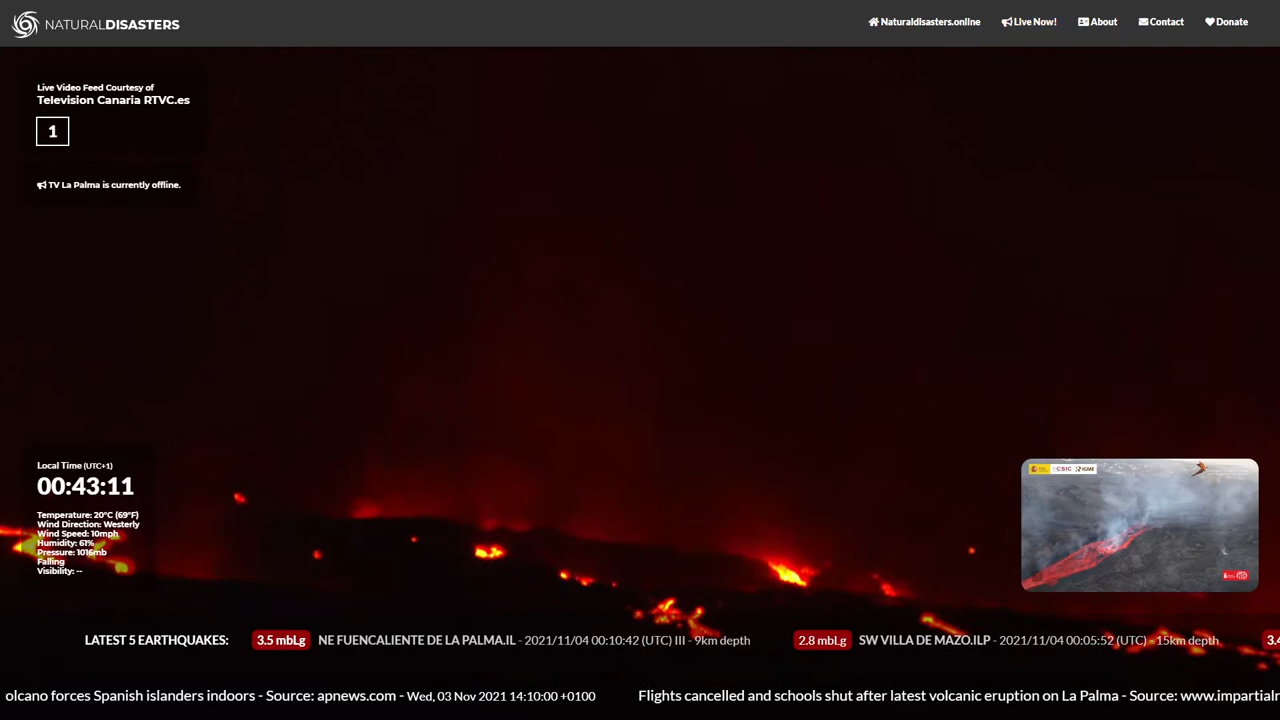 NATURALDISASTERS
Naturaldisasters.online
Live Now!
About
Contact
Donate
Live Video Feed Courtesy of
Television Canaria RTVC.es
1
TV La Palma is currently offline.
Local Time (UTC+1)
00:43:11
Temperature: 20°C (69°F)
Wind Direction: Westerly
Wind Speed: 10mph
Humidity: 61%
Pressure: 1016mb
Falling
Visibility: --
CSIC IGME
LATEST 5 EARTHQUAKES: 3.5 mbLg NE FUENCALIENTE DE LA PALMA.IL - 2021/11/04 00:10:42 (UTC) III - 9km depth 2.8 mbLg SW VILLA DE MAZO.ILP - 2021/11/04 00:05:52 (UTC) - 15km depth 3.4
olcano forces Spanish islanders indoors - Source: apnews.com - Wed, 03 Nov 2021 14:10:00 +0100 Flights cancelled and schools shut after latest volcanic eruption on La Palma - Source: www.impartialr